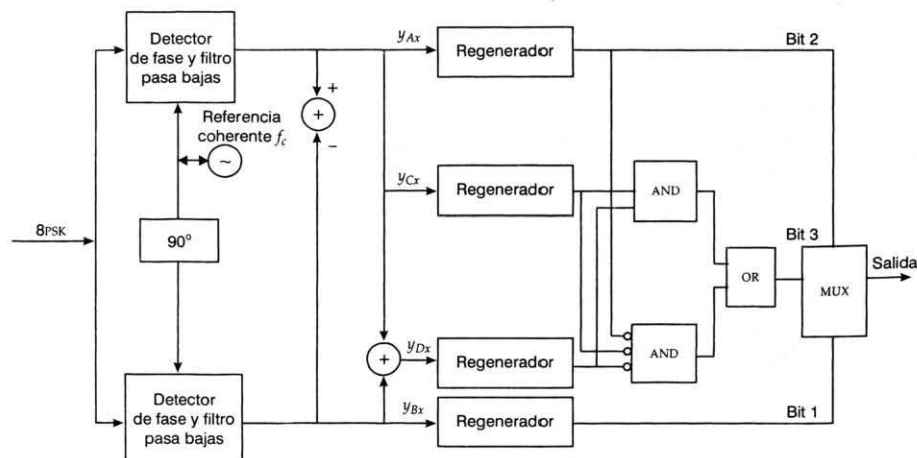 Detector
de fase y filtro
pasa bajas
y_Ax
Regenerador
Bit 2
+
+
−
Referencia
coherente f_c
~
y_Cx
Regenerador
AND
8PSK
90°
Bit 3
OR
MUX
Salida
+
y_Dx
Regenerador
AND
Detector
de fase y filtro
pasa bajas
y_Bx
Regenerador
Bit 1